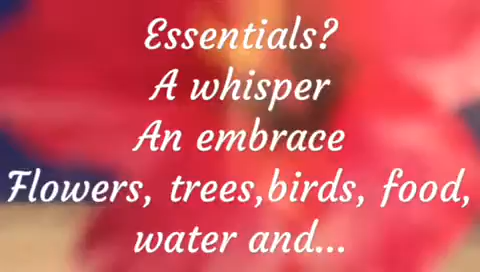 Essentials?
A whisper
An embrace
Flowers, trees,birds, food,
water and...